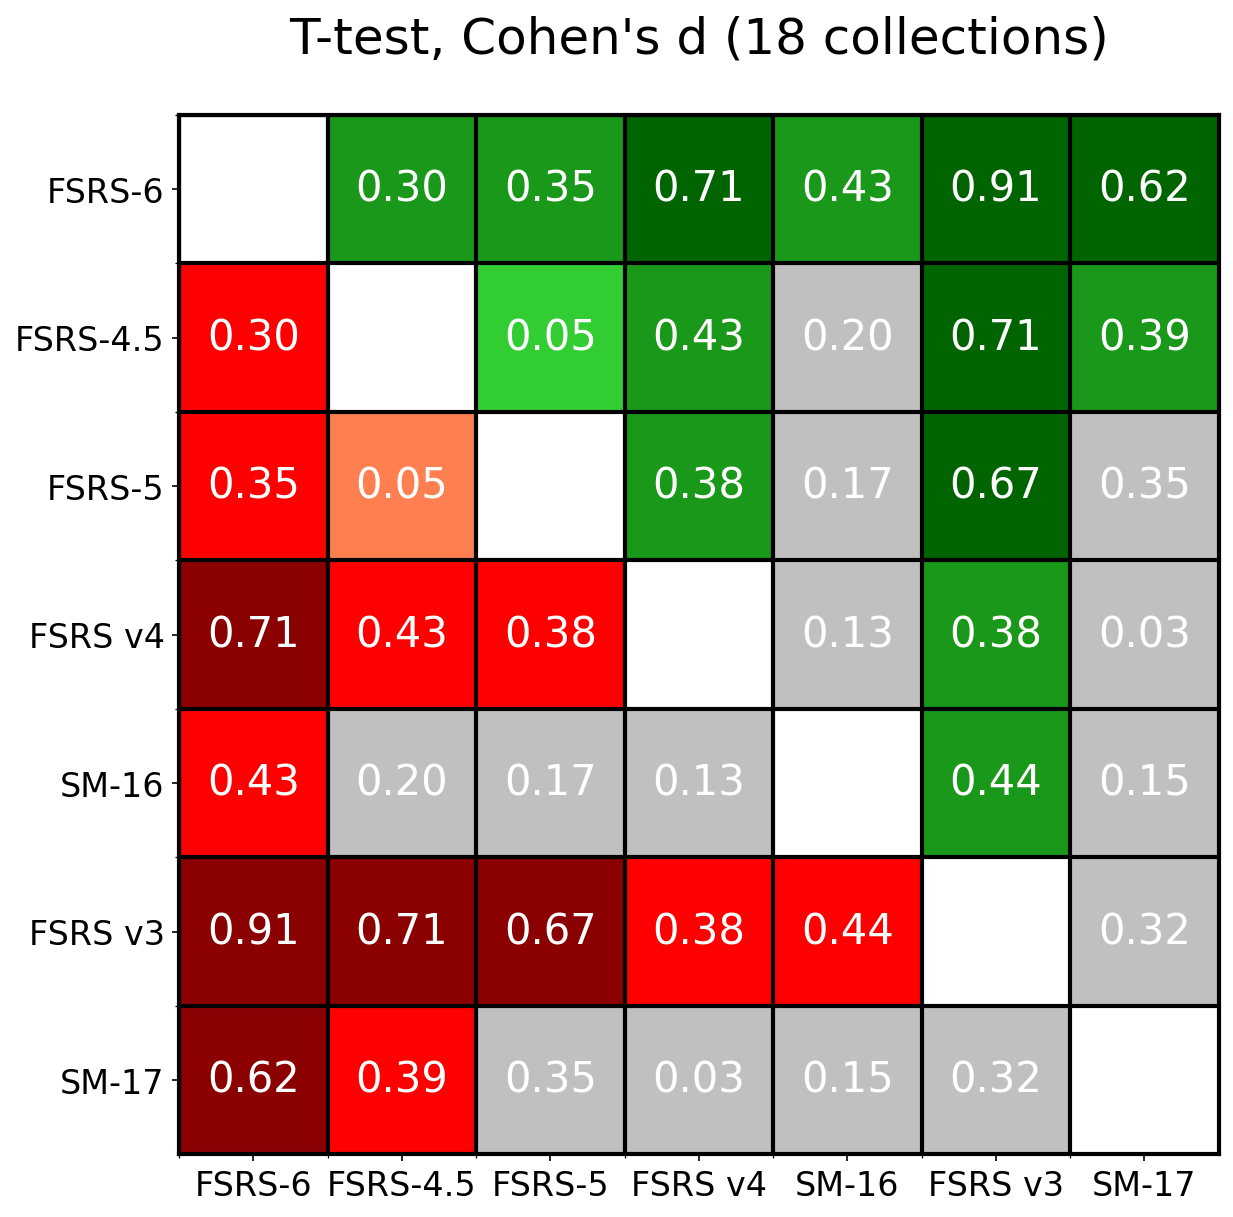 T-test, Cohen's d (18 collections)
FSRS-6 0.30 0.35 0.71 0.43 0.91 0.62
FSRS-4.5 0.30 0.05 0.43 0.20 0.71 0.39
FSRS-5 0.35 0.05 0.38 0.17 0.67 0.35
FSRS v4 0.71 0.43 0.38 0.13 0.38 0.03
SM-16 0.43 0.20 0.17 0.13 0.44 0.15
FSRS v3 0.91 0.71 0.67 0.38 0.44 0.32
SM-17 0.62 0.39 0.35 0.03 0.15 0.32
FSRS-6 FSRS-4.5 FSRS-5 FSRS v4 SM-16 FSRS v3 SM-17